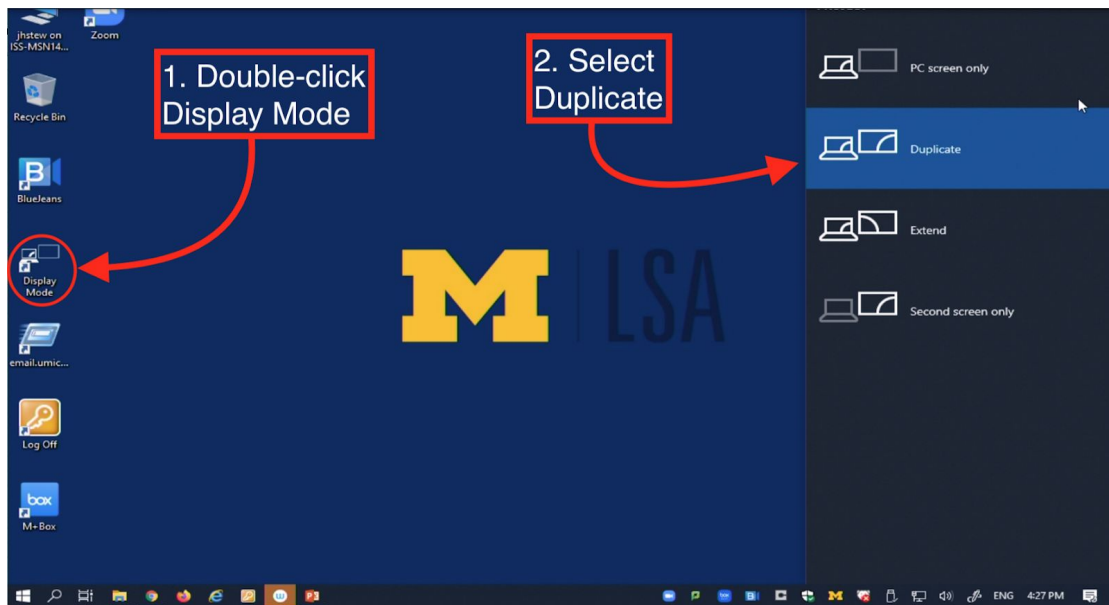 jhstew on
ISS-MSN14...
Zoom
Recycle Bin
B
BlueJeans
Display
Mode
email.umic...
Log Off
box
M+Box
1. Double-click
Display Mode
2. Select
Duplicate
M LSA
PC screen only
Duplicate
Extend
Second screen only
ENG
4:27 PM